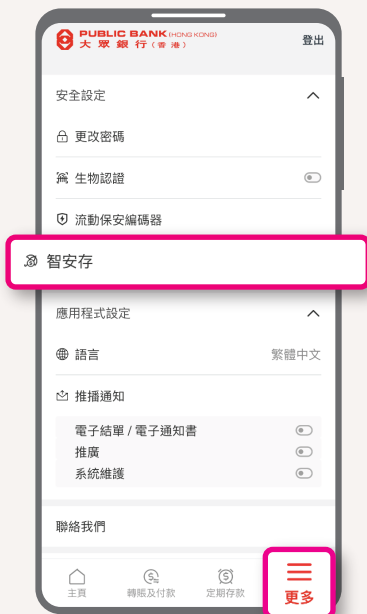 PUBLIC BANK (HONG KONG)
大眾銀行(香港)
登出
安全設定
更改密碼
生物認證
流動保安編碼器
智安存
應用程式設定
語言 繁體中文
推播通知
電子結單 / 電子通知書
推廣
系統維護
聯絡我們
主頁 轉賬及付款 定期存款 更多